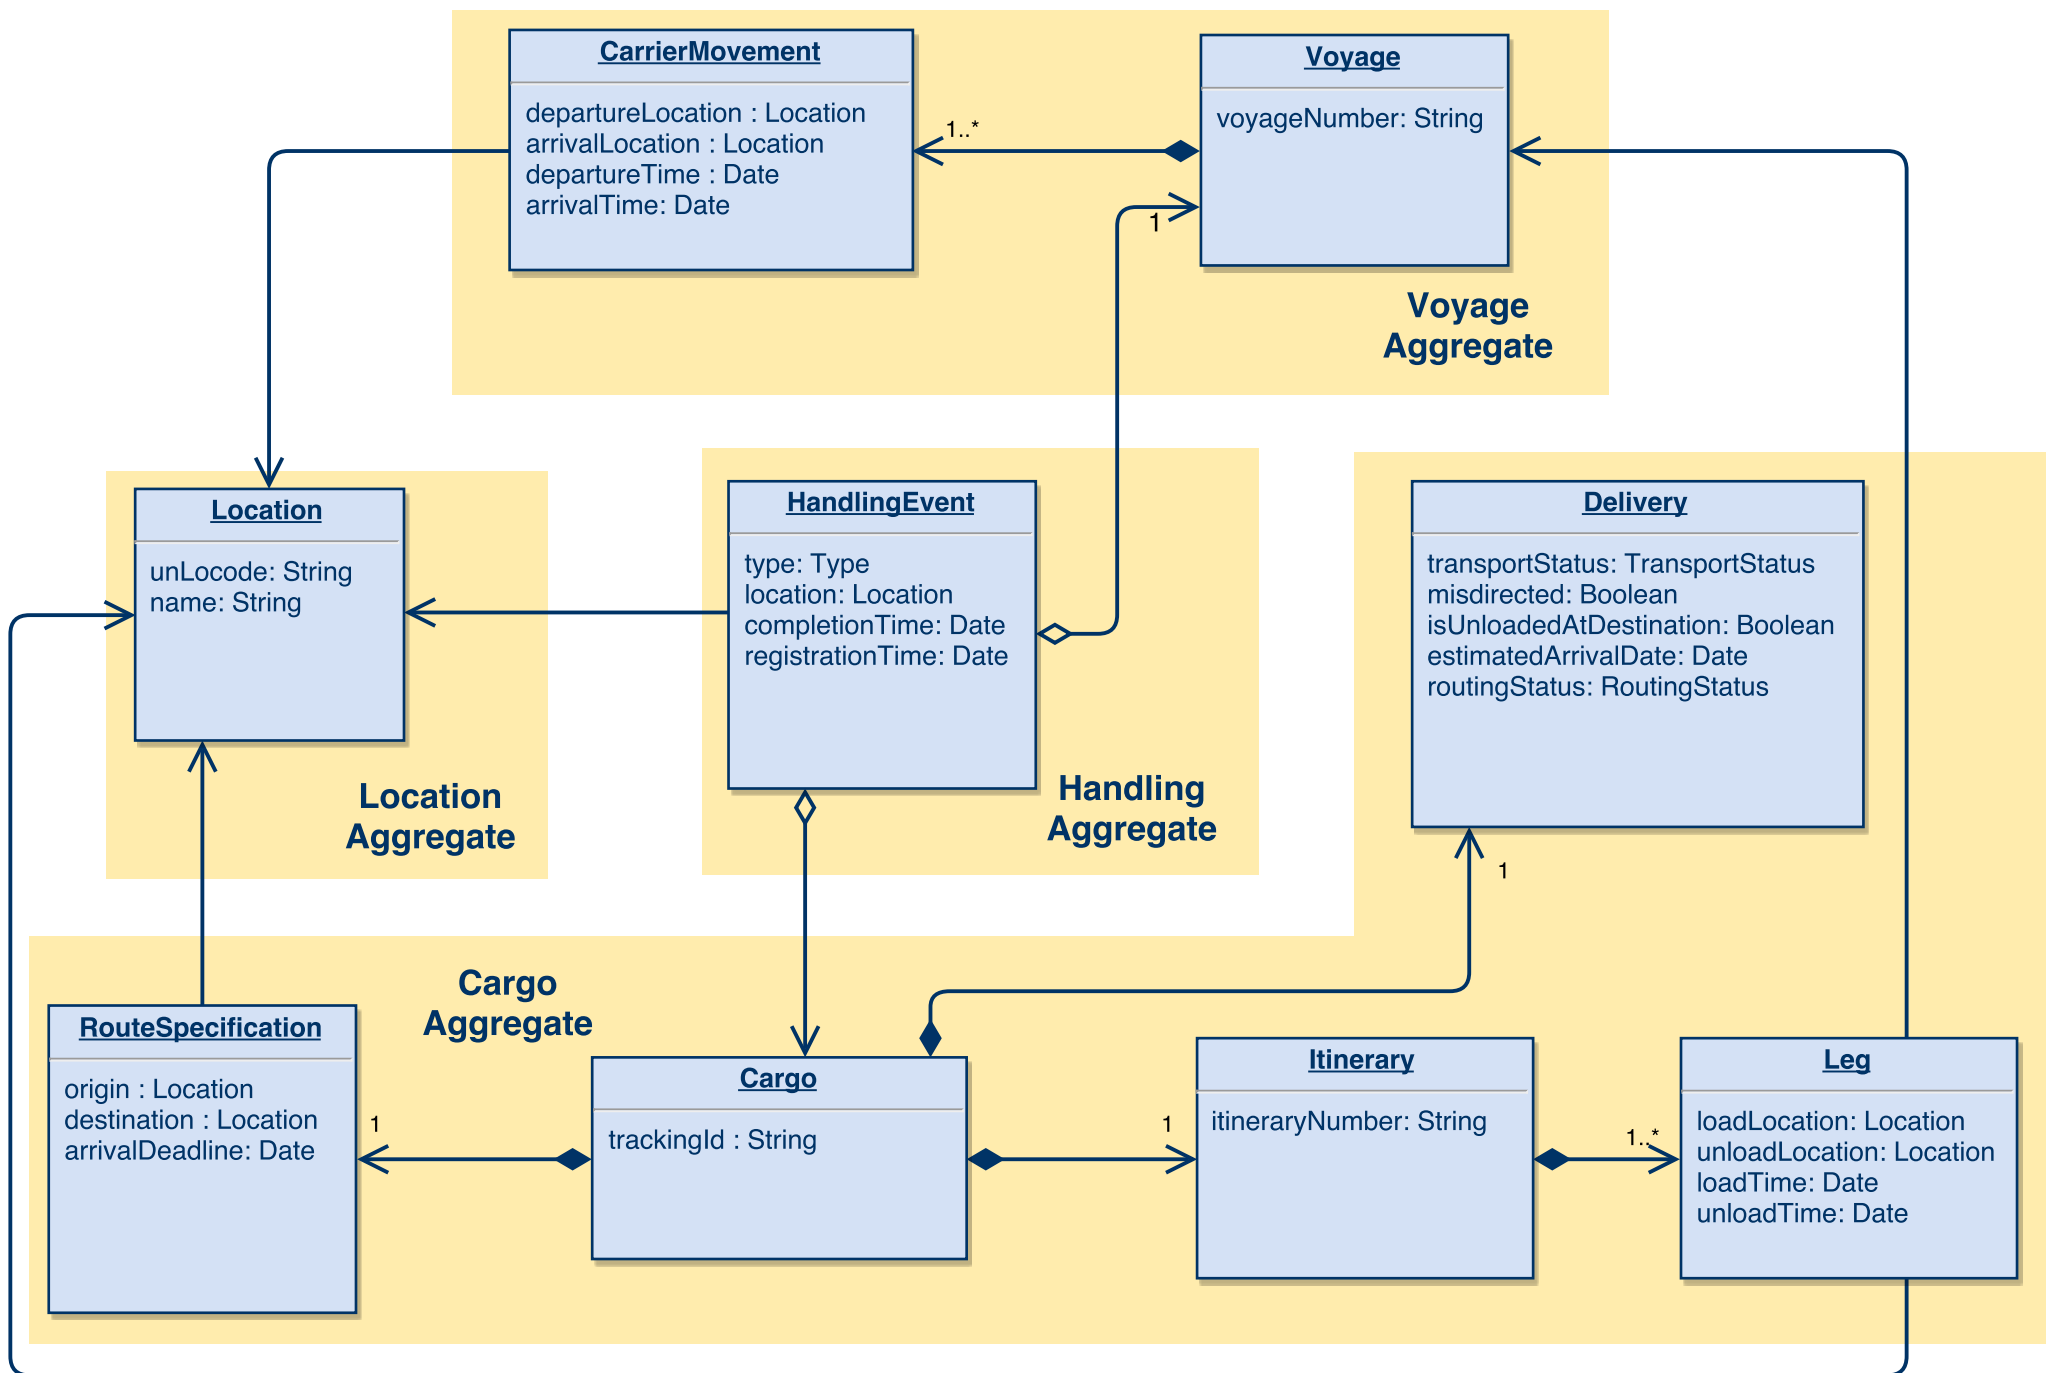 CarrierMovement
departureLocation : Location
arrivalLocation : Location
departureTime : Date
arrivalTime: Date
1..*
Voyage
voyageNumber: String
1
Voyage
Aggregate
Location
unLocode: String
name: String
Location
Aggregate
HandlingEvent
type: Type
location: Location
completionTime: Date
registrationTime: Date
Handling
Aggregate
Delivery
transportStatus: TransportStatus
misdirected: Boolean
isUnloadedAtDestination: Boolean
estimatedArrivalDate: Date
routingStatus: RoutingStatus
1
Cargo
Aggregate
RouteSpecification
origin : Location
destination : Location
arrivalDeadline: Date
1
Cargo
trackingId : String
1
Itinerary
itineraryNumber: String
1..*
Leg
loadLocation: Location
unloadLocation: Location
loadTime: Date
unloadTime: Date